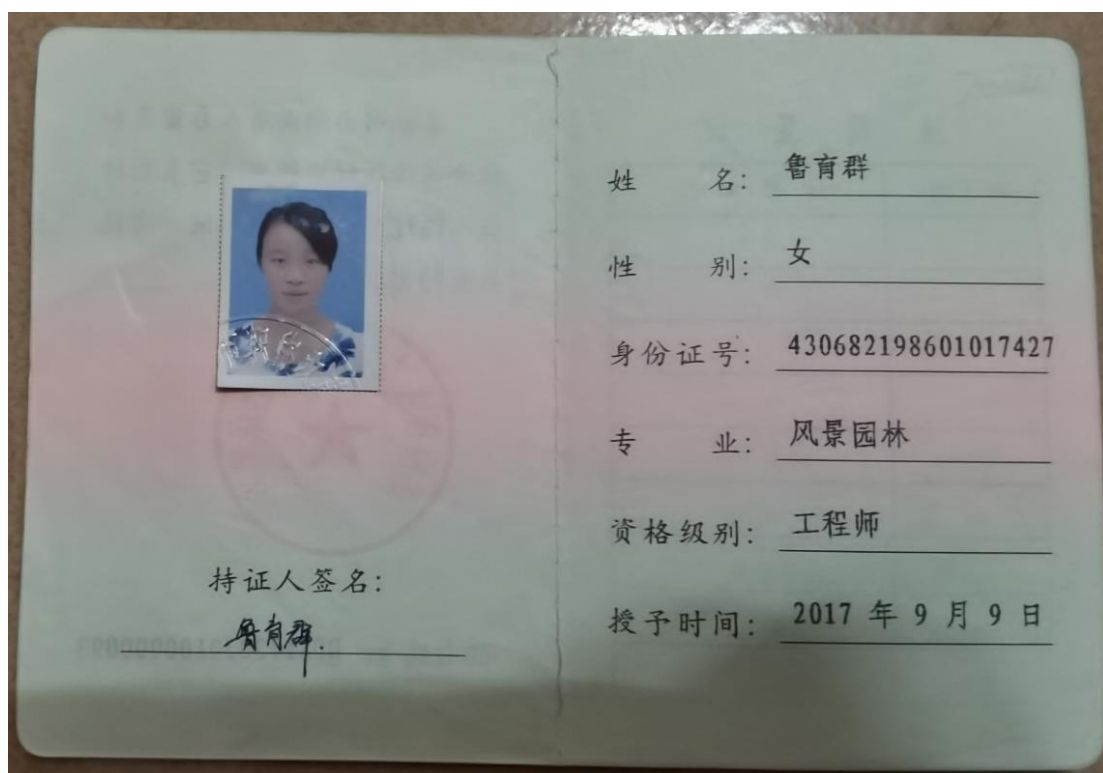 持证人签名:
鲁育群.
姓 名: 鲁育群
性 别: 女
身份证号: 430682198601017427
专 业: 风景园林
资格级别: 工程师
授予时间: 2017 年 9 月 9 日